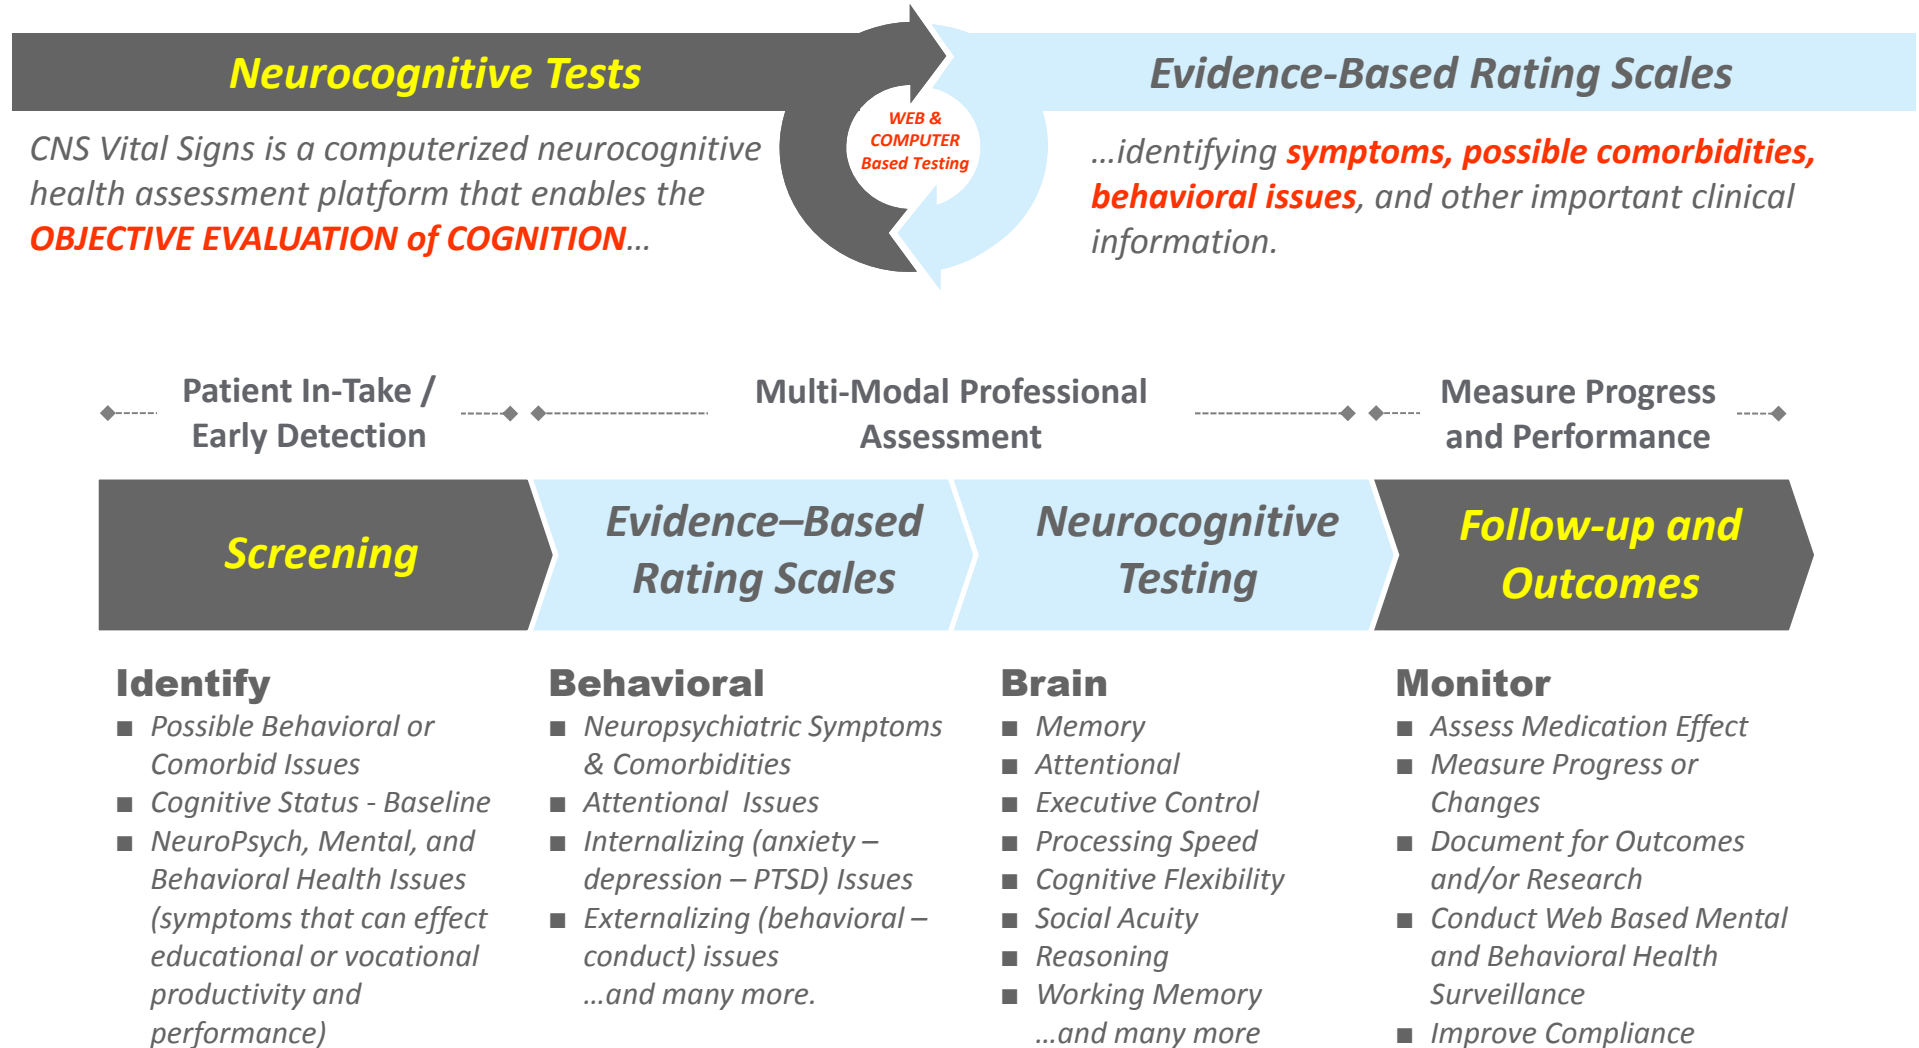 Neurocognitive Tests
CNS Vital Signs is a computerized neurocognitive
health assessment platform that enables the
OBJECTIVE EVALUATION of COGNITION…
WEB &
COMPUTER
Based Testing
Evidence-Based Rating Scales
…identifying symptoms, possible comorbidities,
behavioral issues, and other important clinical
information.
Patient In-Take /
Early Detection
Multi-Modal Professional
Assessment
Measure Progress
and Performance
Screening
Evidence–Based
Rating Scales
Neurocognitive
Testing
Follow-up and
Outcomes
Identify
■ Possible Behavioral or
Comorbid Issues
■ Cognitive Status - Baseline
■ NeuroPsych, Mental, and
Behavioral Health Issues
(symptoms that can effect
educational or vocational
productivity and
performance)
Behavioral
■ Neuropsychiatric Symptoms
& Comorbidities
■ Attentional  Issues
■ Internalizing (anxiety –
depression – PTSD) Issues
■ Externalizing (behavioral –
conduct) issues
…and many more.
Brain
■ Memory
■ Attentional
■ Executive Control
■ Processing Speed
■ Cognitive Flexibility
■ Social Acuity
■ Reasoning
■ Working Memory
…and many more
Monitor
■ Assess Medication Effect
■ Measure Progress or
Changes
■ Document for Outcomes
and/or Research
■ Conduct Web Based Mental
and Behavioral Health
Surveillance
■ Improve Compliance